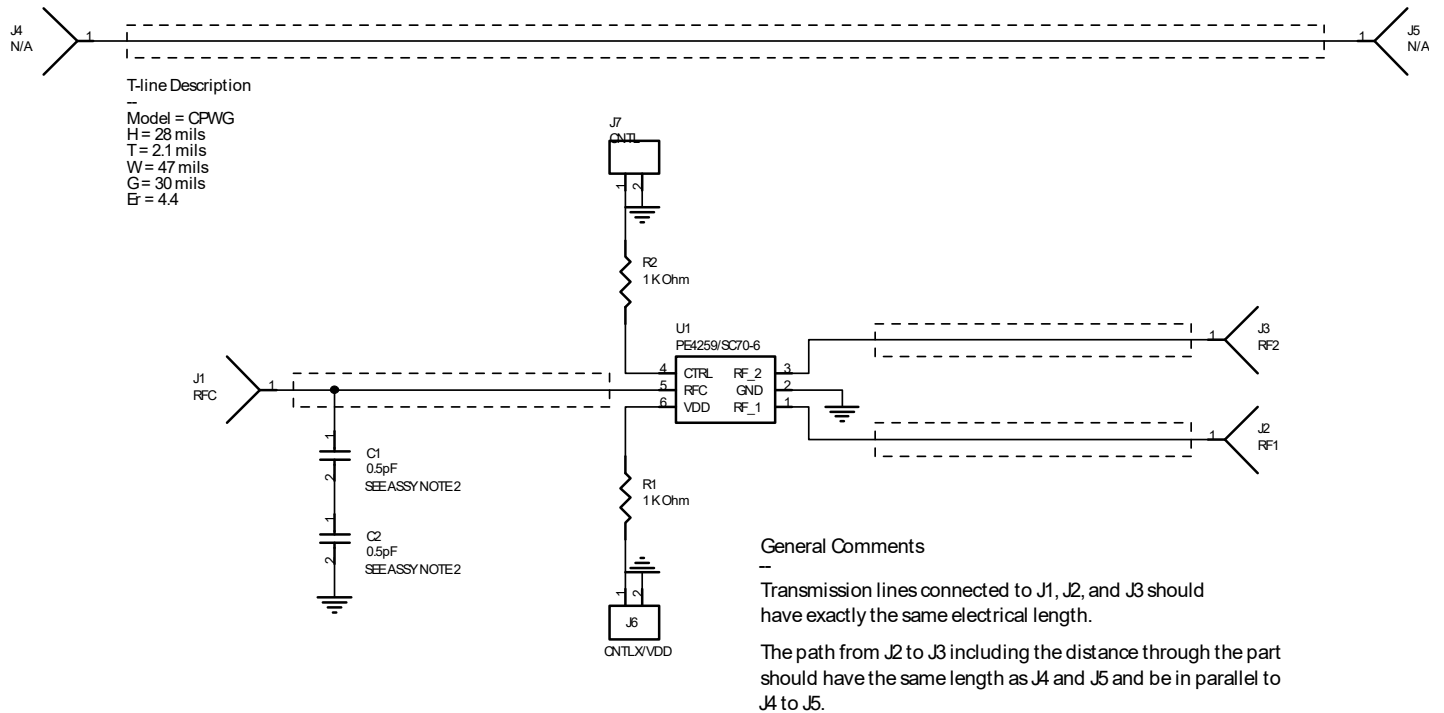 J4
N/A
1
1
J5
N/A
T-line Description
--
Model = CPWG
H = 28 mils
T = 2.1 mils
W = 47 mils
G = 30 mils
Er = 4.4
J7
CNTL
1
2
R2
1 K Ohm
U1
PE4259/SC70-6
4
CTRL
RF_2
3
5
RFC
GND
2
6
VDD
RF_1
1
1
J3
RF2
J1
RFC
1
1
J2
RF1
1
2
C1
0.5pF
SEE ASSY NOTE 2
1
2
C2
0.5pF
SEE ASSY NOTE 2
R1
1 K Ohm
1
2
J6
CNTLX/VDD
General Comments
--
Transmission lines connected to J1, J2, and J3 should
have exactly the same electrical length.
The path from J2 to J3 including the distance through the part
should have the same length as J4 and J5 and be in parallel to
J4 to J5.